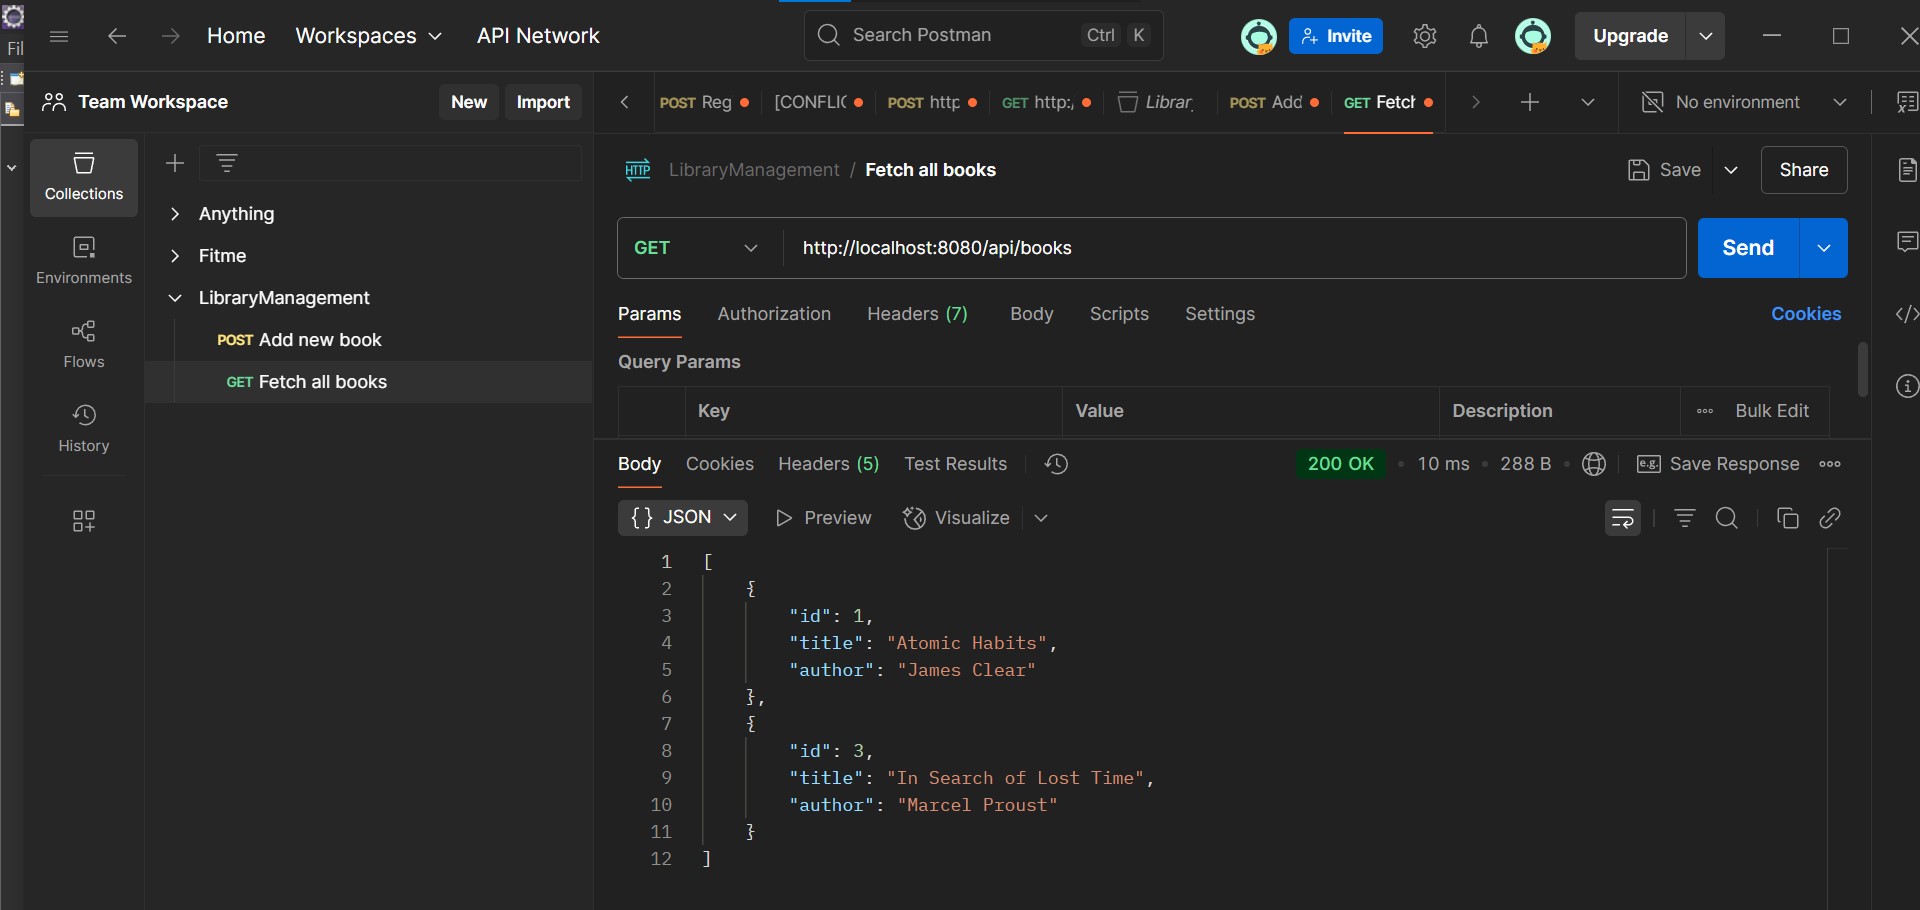 Fil
Home Workspaces API Network
Search Postman Ctrl K
Invite Upgrade
Team Workspace New Import
POST Reg [CONFLIC POST http GET http:/ Librar POST Add GET Fetch
No environment
Collections
Environments
Flows
History
Anything
Fitme
LibraryManagement
POST Add new book
GET Fetch all books
HTTP LibraryManagement / Fetch all books Save Share
GET http://localhost:8080/api/books Send
Params Authorization Headers (7) Body Scripts Settings Cookies
Query Params
Key Value Description Bulk Edit
Body Cookies Headers (5) Test Results 200 OK • 10 ms • 288 B • e.g. Save Response
{} JSON Preview Visualize
1 [
2 {
3 "id": 1,
4 "title": "Atomic Habits",
5 "author": "James Clear"
6 },
7 {
8 "id": 3,
9 "title": "In Search of Lost Time",
10 "author": "Marcel Proust"
11 }
12 ]